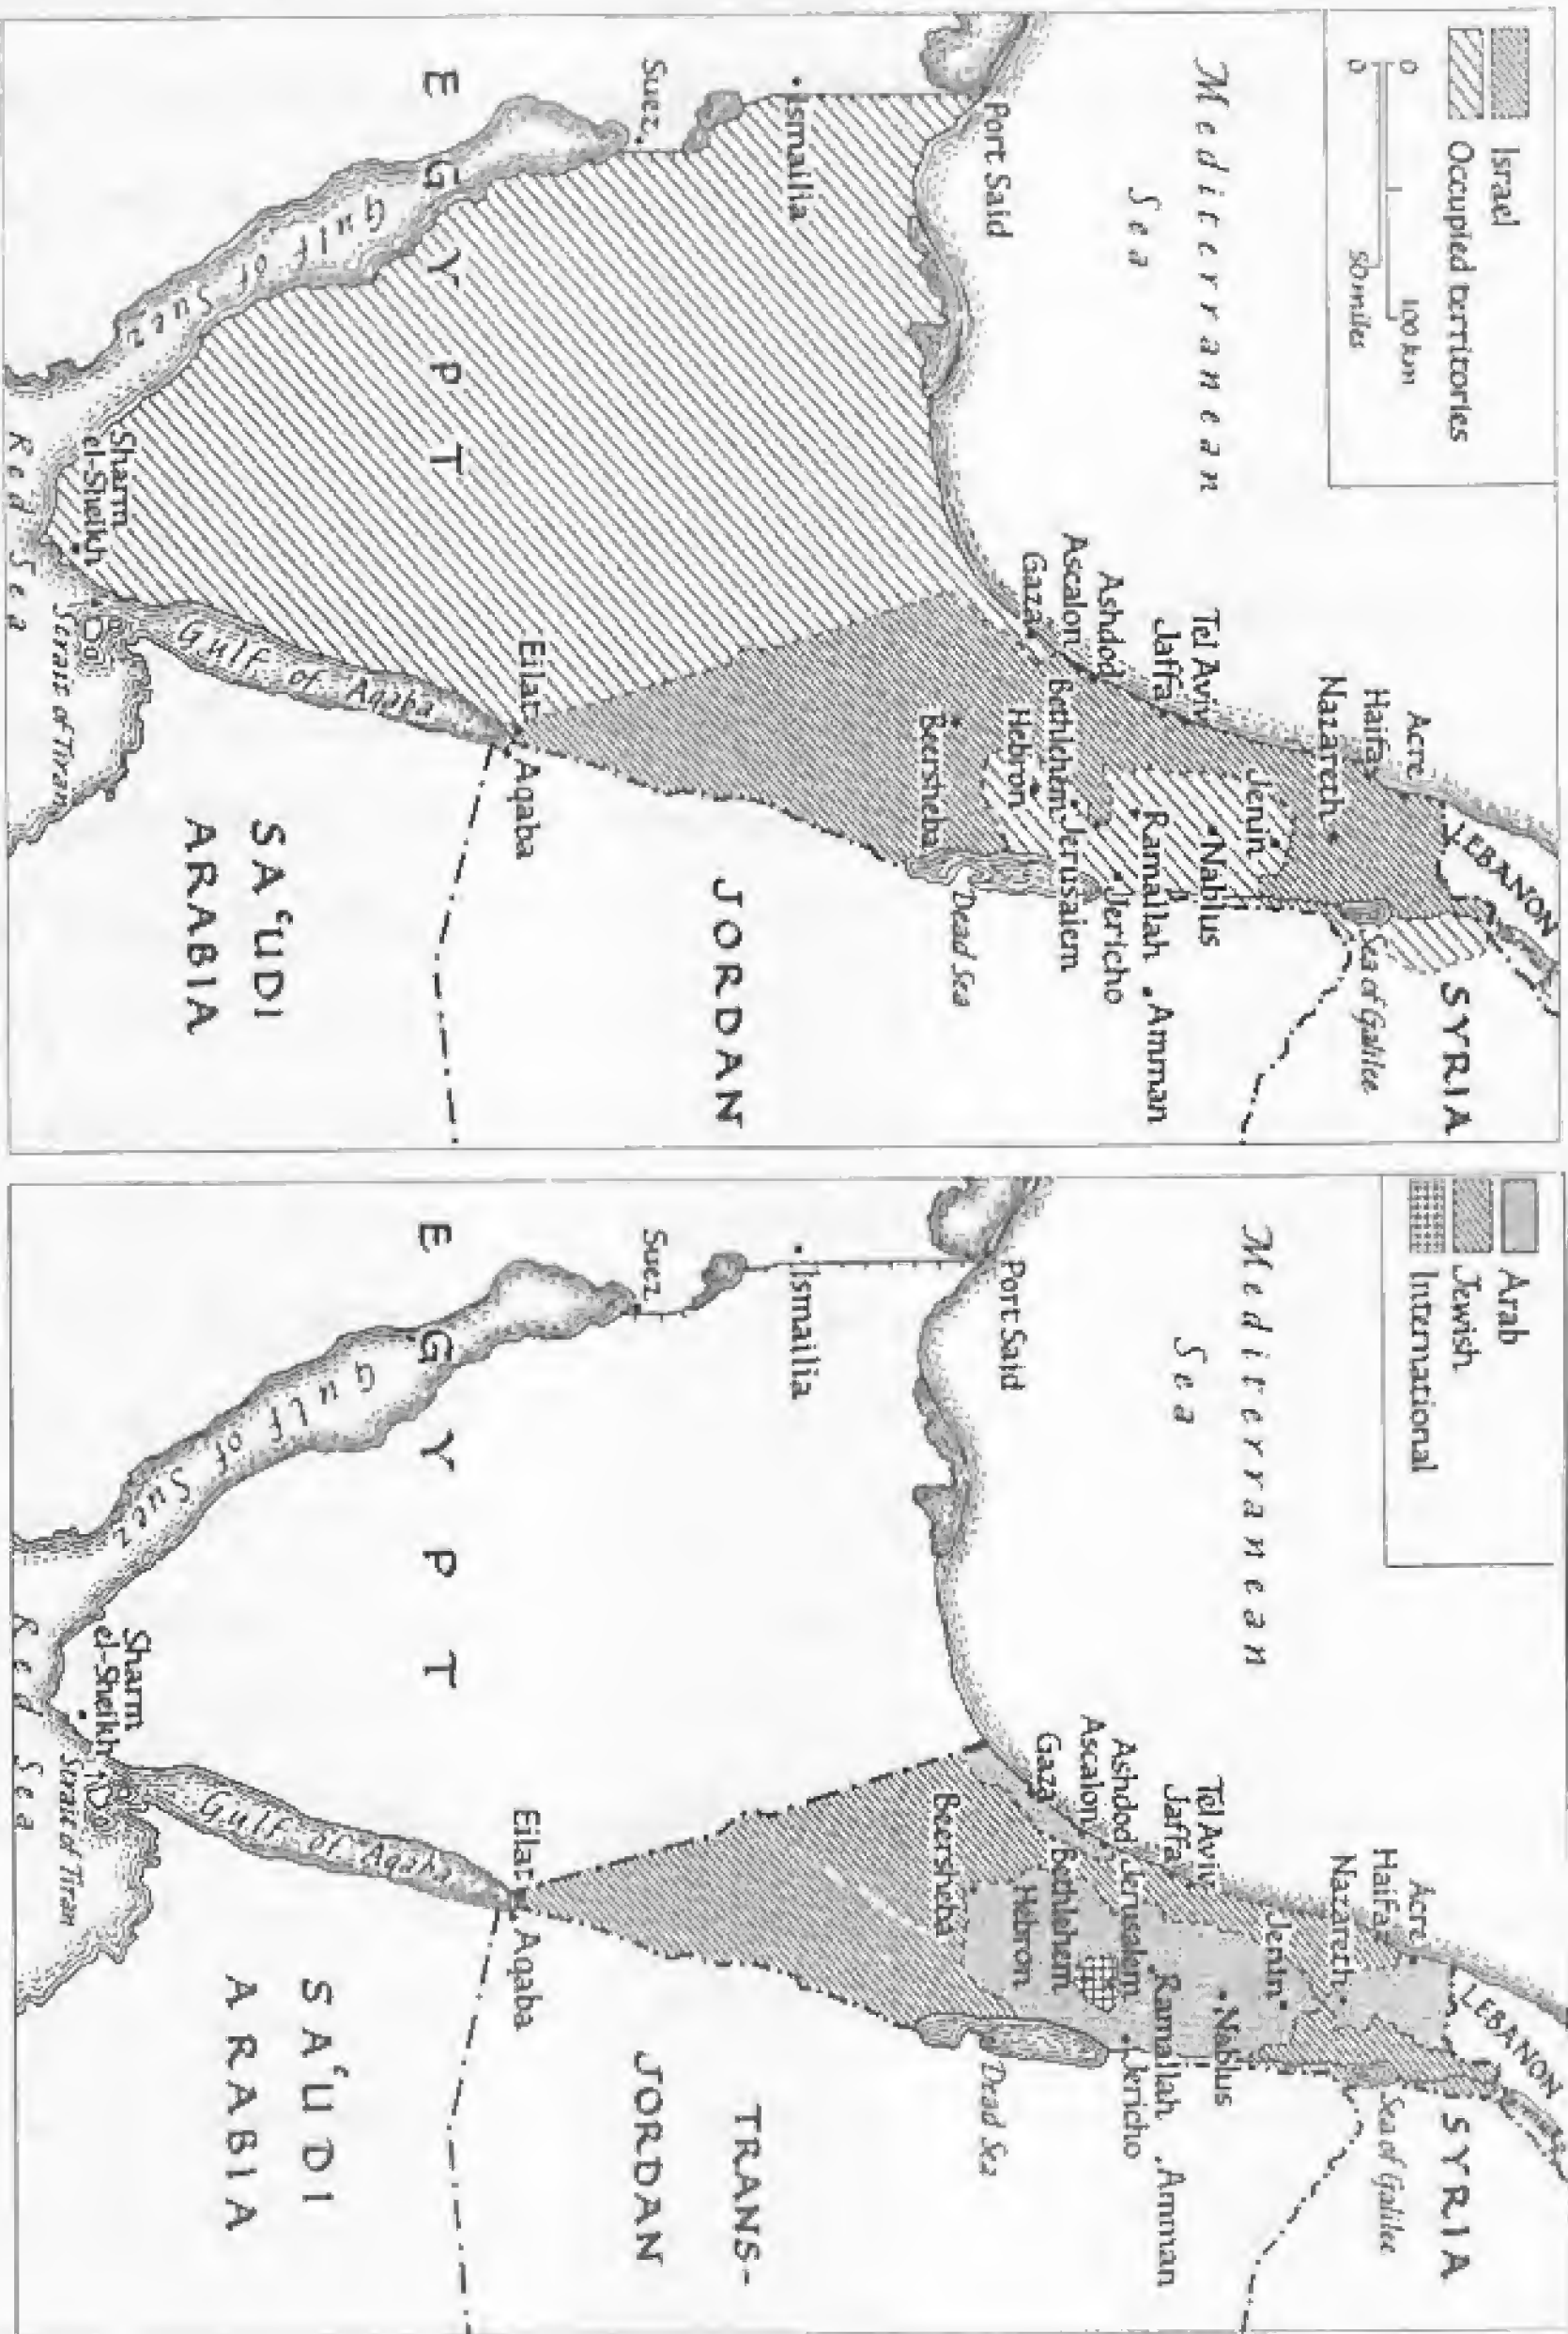 Israel
Occupied territories
0
100 km
0
50 miles
Mediterranean
Sea
LEBANON
SYRIA
Acre
Haifa
Nazareth
Sea of Galilee
Jenin
Nablus
Tel Aviv
Jaffa
Ramallah
Amman
Ashdod
Jericho
Ascalon
Jerusalem
Bethlehem
Gaza
Hebron
Port Said
Dead Sea
Beersheba
Ismailia
JORDAN
Suez
Eilat
Aqaba
EGYPT
Gulf of Suez
Gulf of Aqaba
SA'UDI
ARABIA
Sharm
el-Sheikh
Strait of Tiran
Red Sea
Arab
Jewish
International
Mediterranean
Sea
LEBANON
SYRIA
Acre
Haifa
Nazareth
Sea of Galilee
Jenin
Nablus
Tel Aviv
Jaffa
Ramallah
Amman
Ashdod
Jerusalem
Jericho
Ascalon
Bethlehem
Gaza
Hebron
Port Said
Dead Sea
Beersheba
Ismailia
TRANS-
JORDAN
Suez
Eilat
Aqaba
EGYPT
Gulf of Suez
Gulf of Aqaba
SA'UDI
ARABIA
Sharm
el-Sheikh
Strait of Tiran
Red Sea